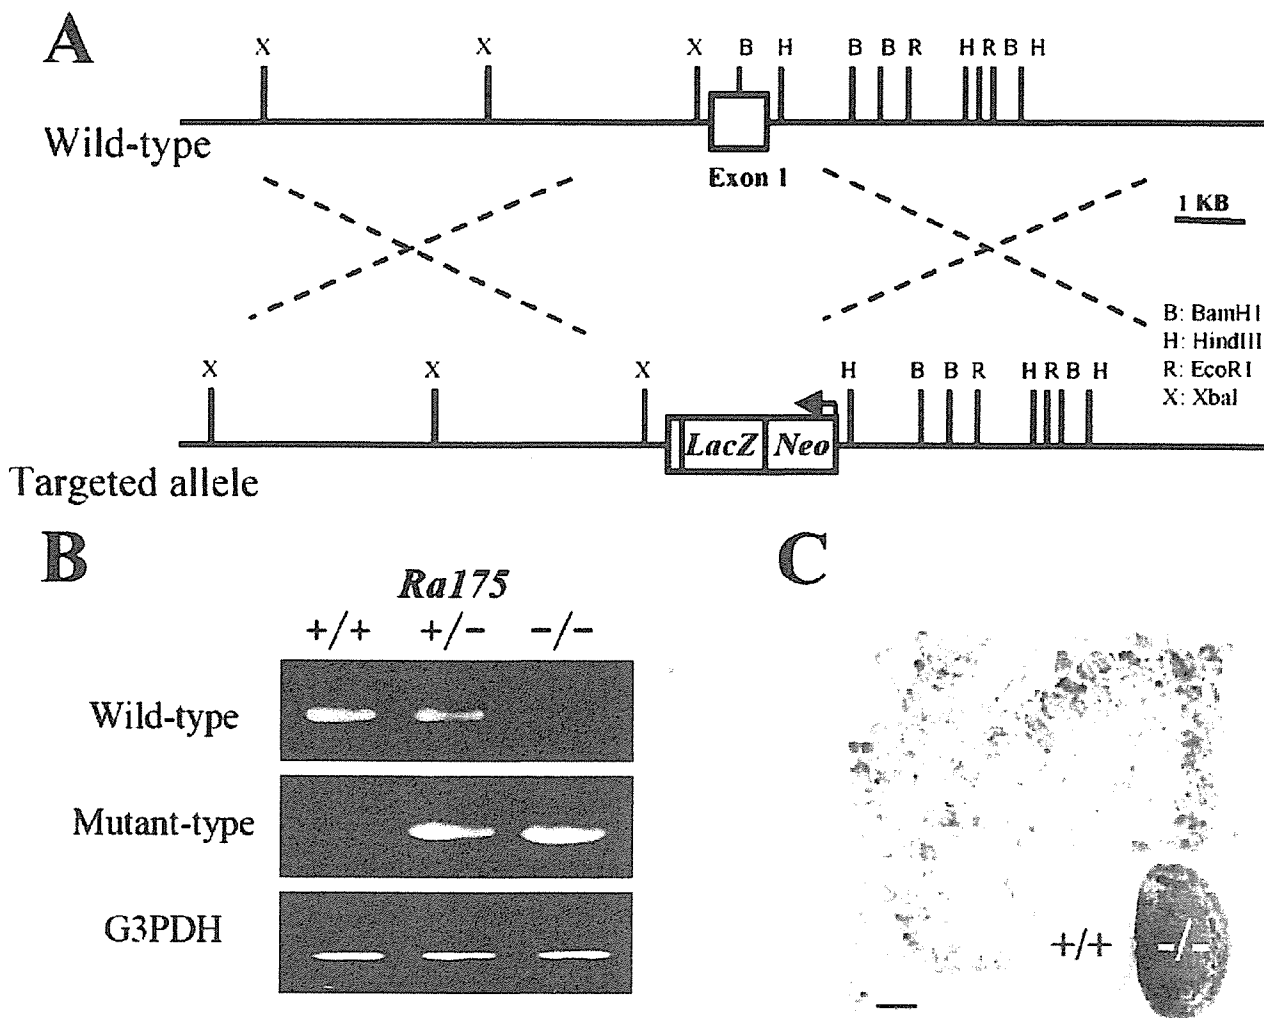 A
X X X B H B B R H R B H
Wild-type
Exon 1
1 KB
B: BamH1
H: HindIII
R: EcoR1
X: XbaI
X X X H B B R H R B H
LacZ Neo
Targeted allele
B
C
Ra175
+/+ +/- -/-
Wild-type
Mutant-type
G3PDH
+/+ -/-